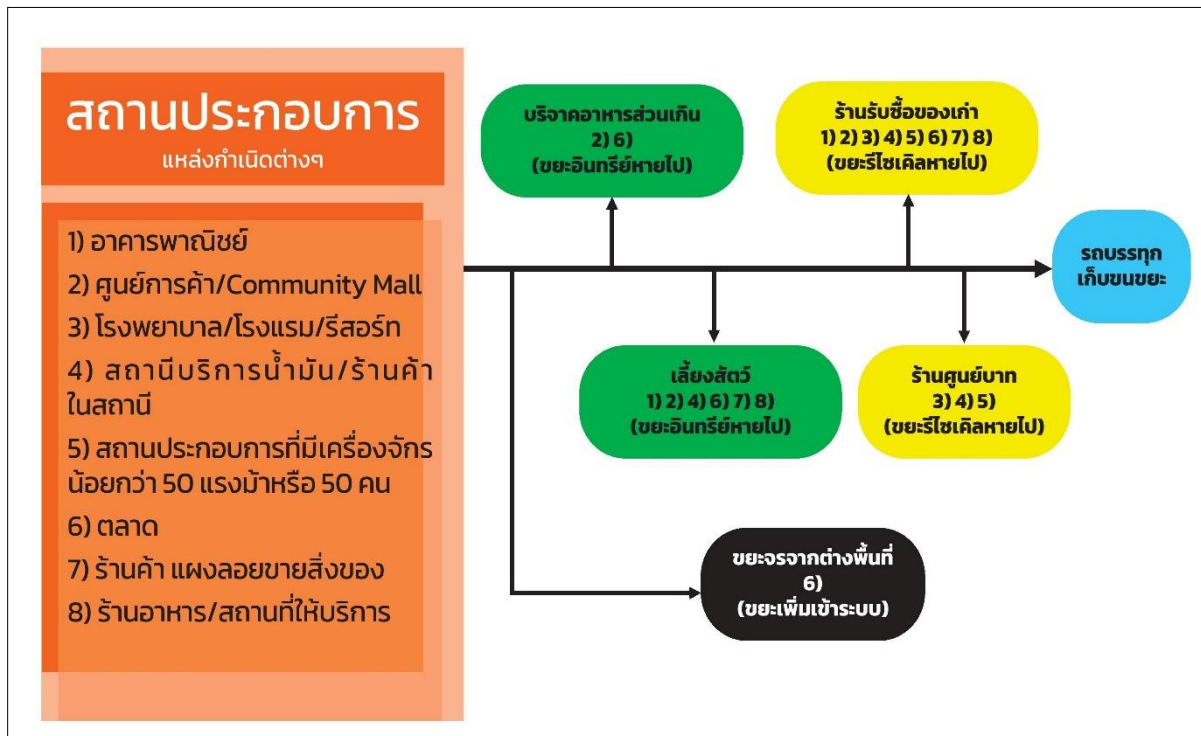 สถานประกอบการ
แหล่งกำเนิดต่างๆ
1) อาคารพาณิชย์
2) ศูนย์การค้า/Community Mall
3) โรงพยาบาล/โรงแรม/รีสอร์ท
4) สถานีบริการน้ำมัน/ร้านค้า
ในสถานี
5) สถานประกอบการที่มีเครื่องจักร
น้อยกว่า 50 แรงม้าหรือ 50 คน
6) ตลาด
7) ร้านค้า แผงลอยขายสิ่งของ
8) ร้านอาหาร/สถานที่ให้บริการ
บริจาคอาหารส่วนเกิน
2) 6)
(ขยะอินทรีย์หายไป)
ร้านรับซื้อของเก่า
1) 2) 3) 4) 5) 6) 7) 8)
(ขยะรีไซเคิลหายไป)
รถบรรทุก
เก็บขนขยะ
เลี้ยงสัตว์
1) 2) 4) 6) 7) 8)
(ขยะอินทรีย์หายไป)
ร้านศูนย์บาท
3) 4) 5)
(ขยะรีไซเคิลหายไป)
ขยะจรจากต่างพื้นที่
6)
(ขยะเพิ่มเข้าระบบ)